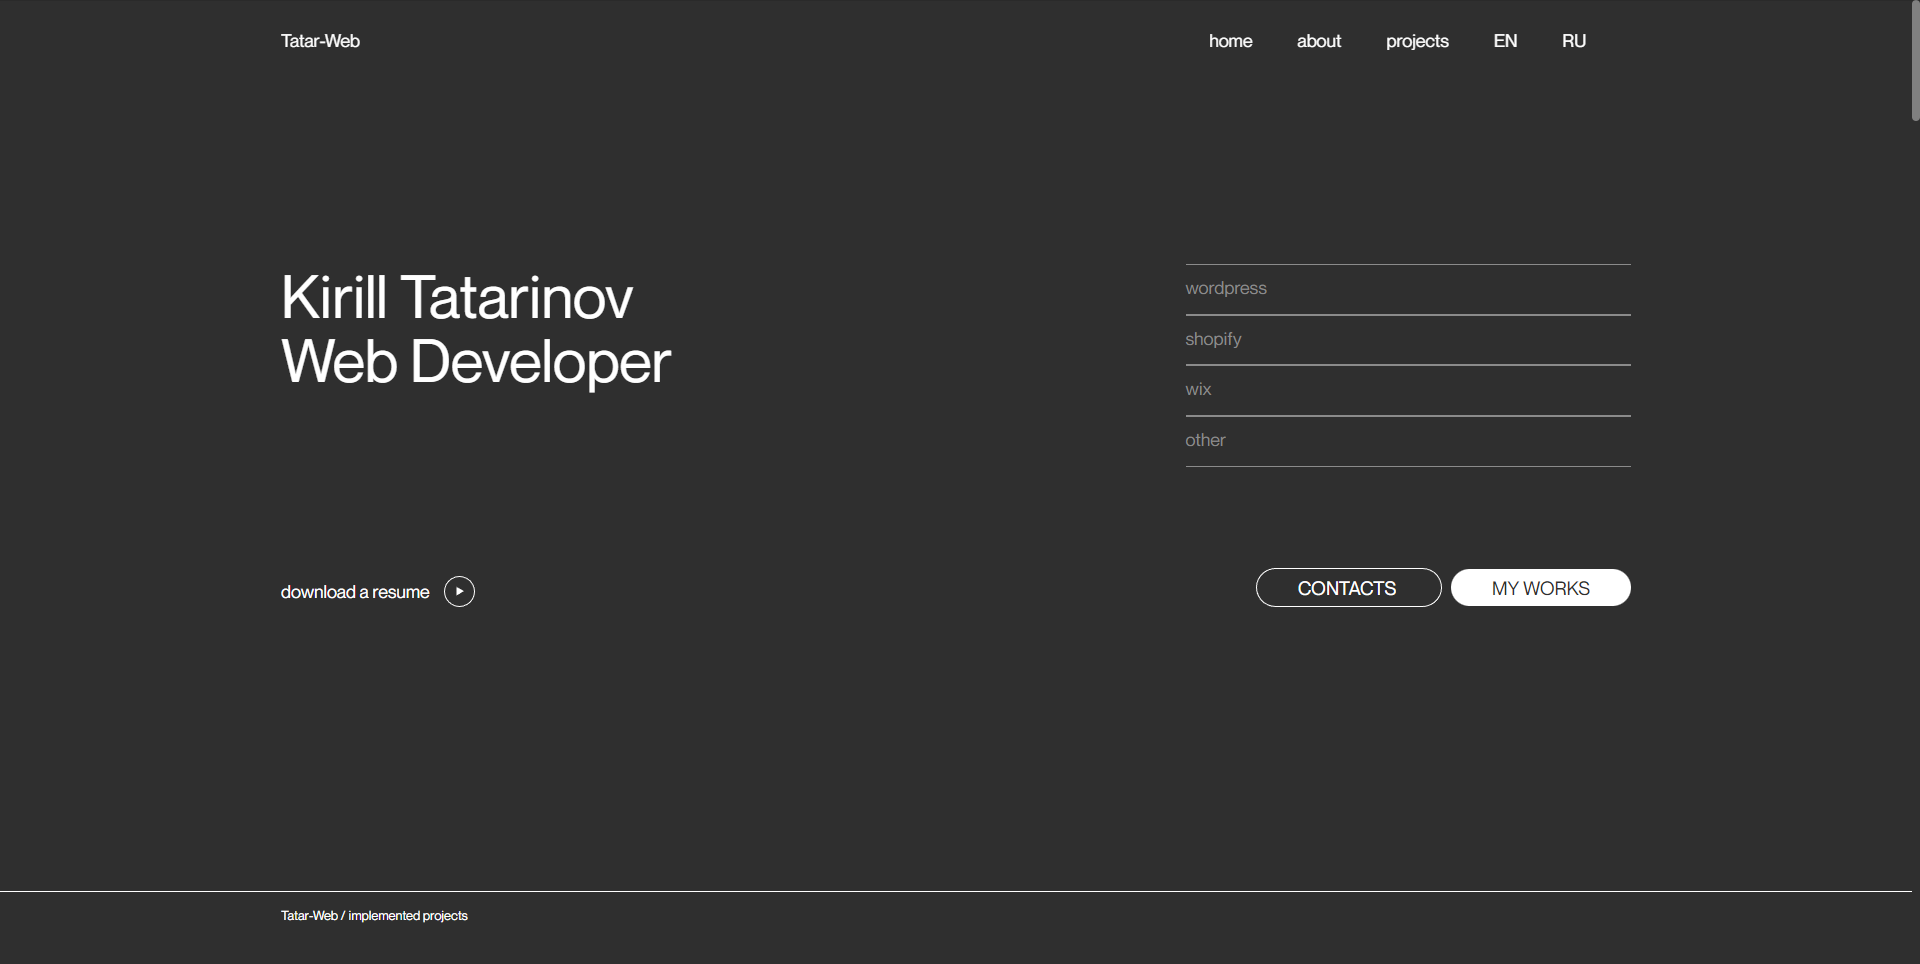 Tatar-Web
home about projects EN RU
Kirill Tatarinov
Web Developer
wordpress
shopify
wix
other
download a resume
CONTACTS
MY WORKS
Tatar-Web / implemented projects